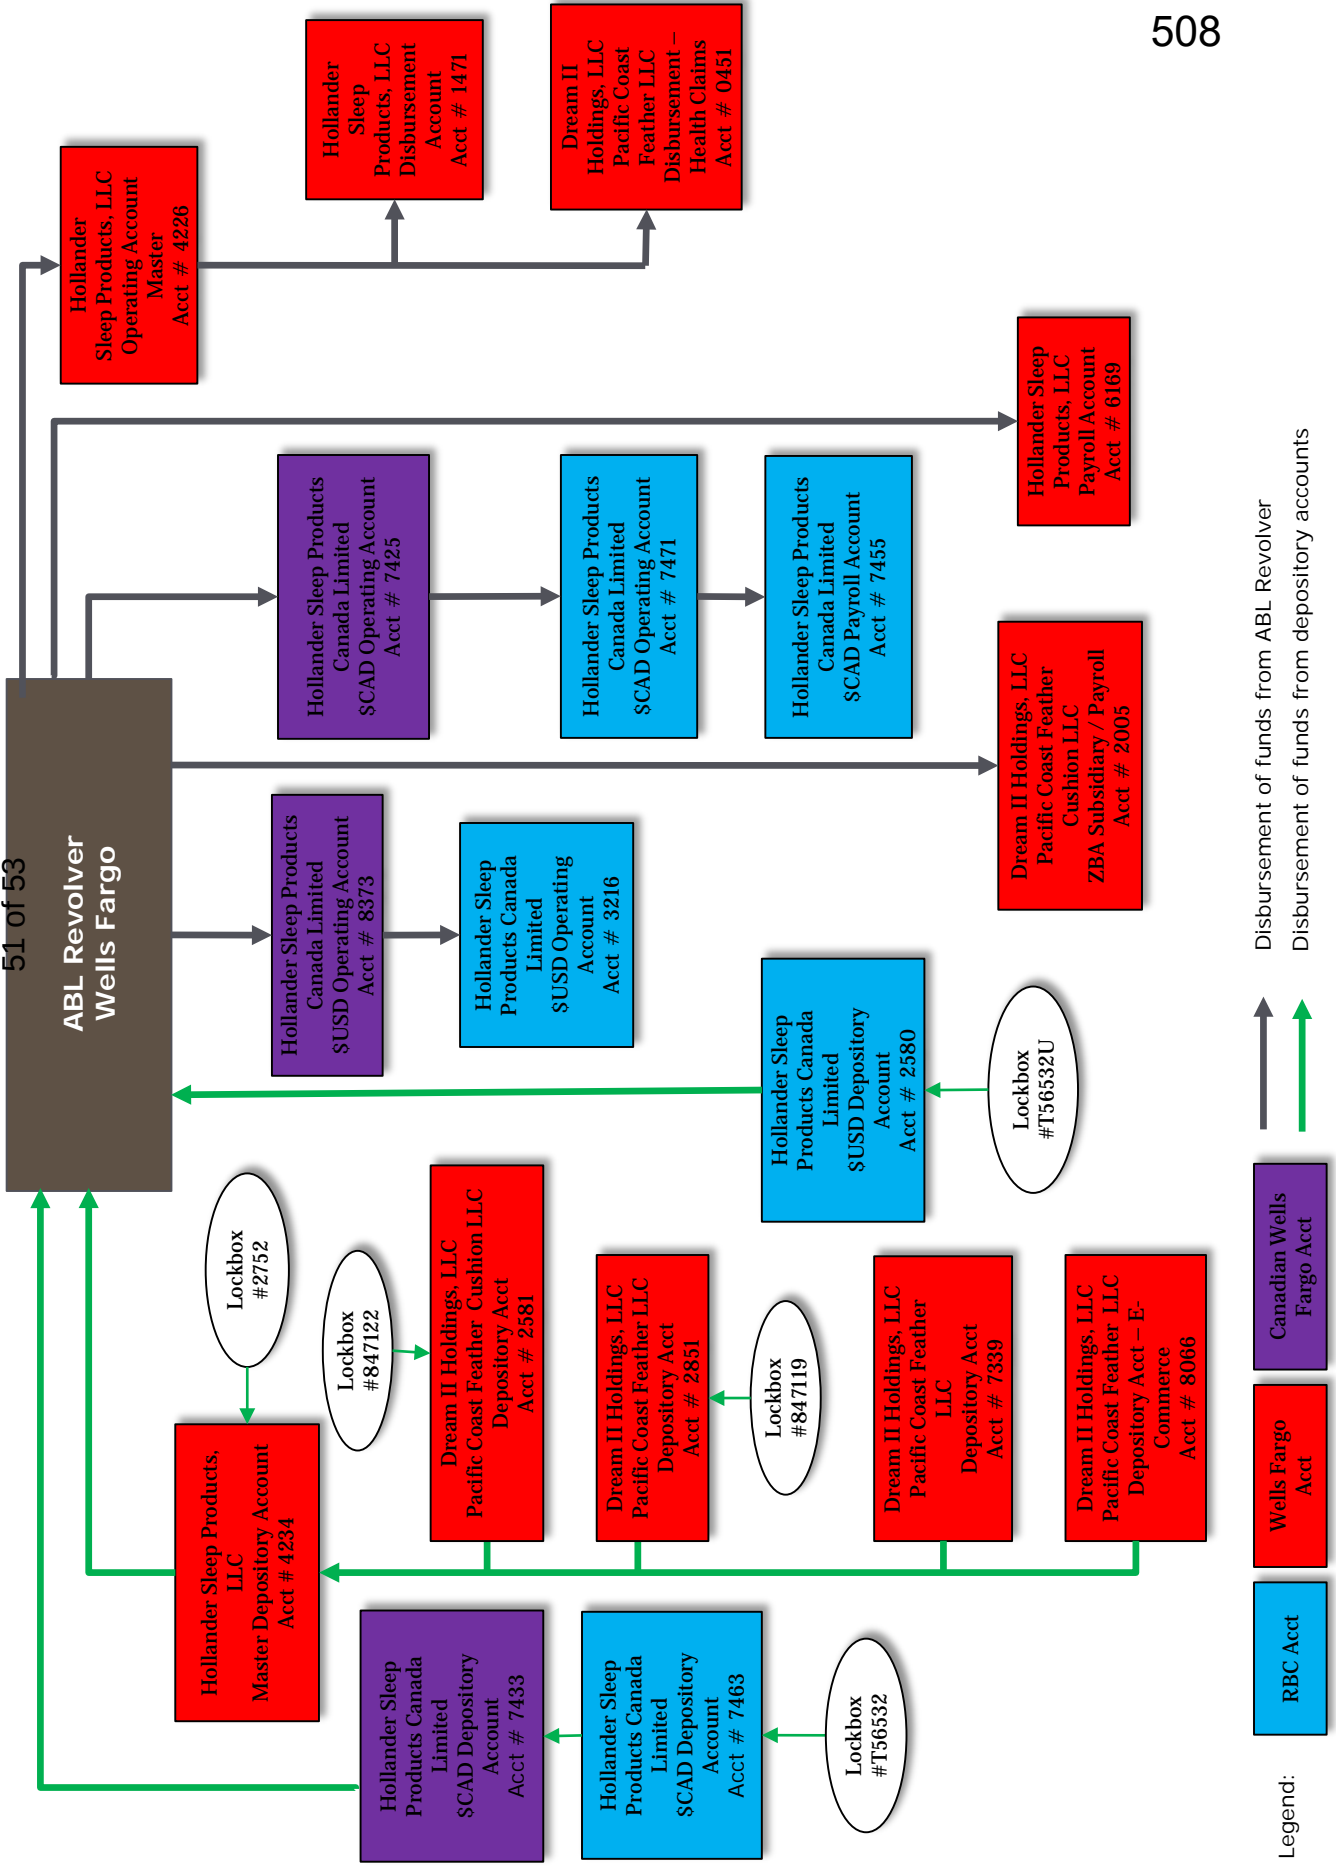 508
51 of 53
ABL Revolver
Wells Fargo
Hollander Sleep Products Canada Limited
$CAD Depository Account
Acct # 7433
Hollander Sleep Products Canada Limited
$CAD Depository Account
Acct # 7463
Lockbox
#T56532
Hollander Sleep Products,
LLC
Master Depository Account
Acct # 4234
Lockbox
#2752
Lockbox
#847122
Dream II Holdings, LLC
Pacific Coast Feather Cushion LLC
Depository Acct
Acct # 2581
Dream II Holdings, LLC
Pacific Coast Feather LLC
Depository Acct
Acct # 2851
Lockbox
#847119
Dream II Holdings, LLC
Pacific Coast Feather
LLC
Depository Acct
Acct # 7339
Dream II Holdings, LLC
Pacific Coast Feather LLC
Depository Acct – E-
Commerce
Acct # 8066
Hollander Sleep
Products Canada
Limited
$USD Depository
Account
Acct # 2580
Lockbox
#T56532U
Hollander Sleep Products
Canada Limited
$USD Operating Account
Acct # 8373
Hollander Sleep
Products Canada
Limited
$USD Operating
Account
Acct # 3216
Dream II Holdings, LLC
Pacific Coast Feather
Cushion LLC
ZBA Subsidiary / Payroll
Acct # 2005
Hollander Sleep Products
Canada Limited
$CAD Operating Account
Acct # 7425
Hollander Sleep Products
Canada Limited
$CAD Operating Account
Acct # 7471
Hollander Sleep Products
Canada Limited
$CAD Payroll Account
Acct # 7455
Hollander Sleep
Products, LLC
Payroll Account
Acct # 6169
Hollander
Sleep Products, LLC
Operating Account
Master
Acct # 4226
Hollander
Sleep
Products, LLC
Disbursement
Account
Acct # 1471
Dream II
Holdings, LLC
Pacific Coast
Feather LLC
Disbursement –
Health Claims
Acct # 0451
Legend:
RBC Acct
Wells Fargo
Acct
Canadian Wells
Fargo Acct
Disbursement of funds from ABL Revolver
Disbursement of funds from depository accounts